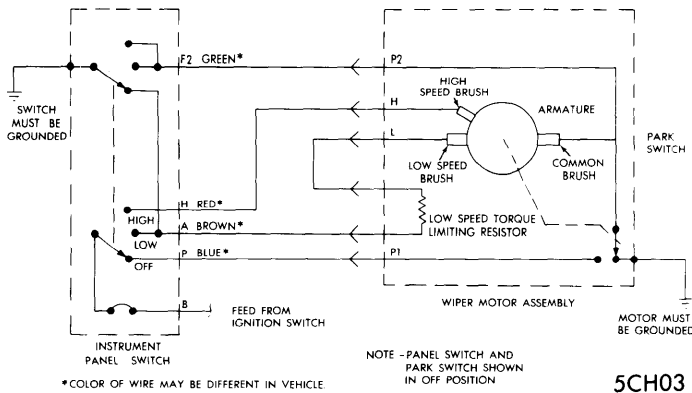 F2 GREEN*
P2
HIGH
SPEED BRUSH
H
ARMATURE
SWITCH
MUST BE
GROUNDED
L
PARK
SWITCH
LOW SPEED
BRUSH
COMMON
BRUSH
H RED*
HIGH
LOW SPEED TORQUE
LIMITING RESISTOR
A BROWN*
LOW
P BLUE*
P1
OFF
B
FEED FROM
IGNITION SWITCH
WIPER MOTOR ASSEMBLY
MOTOR MUST
BE GROUNDED
INSTRUMENT
PANEL SWITCH
NOTE - PANEL SWITCH AND
PARK SWITCH SHOWN
IN OFF POSITION
*COLOR OF WIRE MAY BE DIFFERENT IN VEHICLE.
5CH03